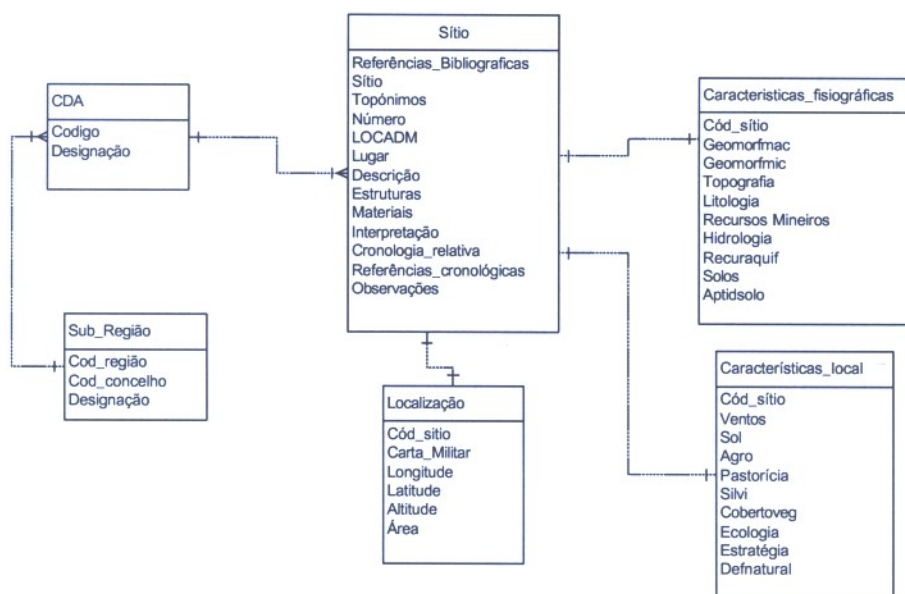 Sítio
Referências_Bibliograficas
Sítio
Topónimos
Número
LOCADM
Lugar
Descrição
Estruturas
Materiais
Interpretação
Cronologia_relativa
Referências_cronológicas
Observações
CDA
Codigo
Designação
Sub_Região
Cod_região
Cod_concelho
Designação
Localização
Cód_sitio
Carta_Militar
Longitude
Latitude
Altitude
Área
Caracteristicas_fisiográficas
Cód_sítio
Geomorfmac
Geomorfmic
Topografia
Litologia
Recursos Mineiros
Hidrologia
Recuraquif
Solos
Aptidsolo
Características_local
Cód_sítio
Ventos
Sol
Agro
Pastorícia
Silvi
Cobertoveg
Ecologia
Estratégia
Defnatural